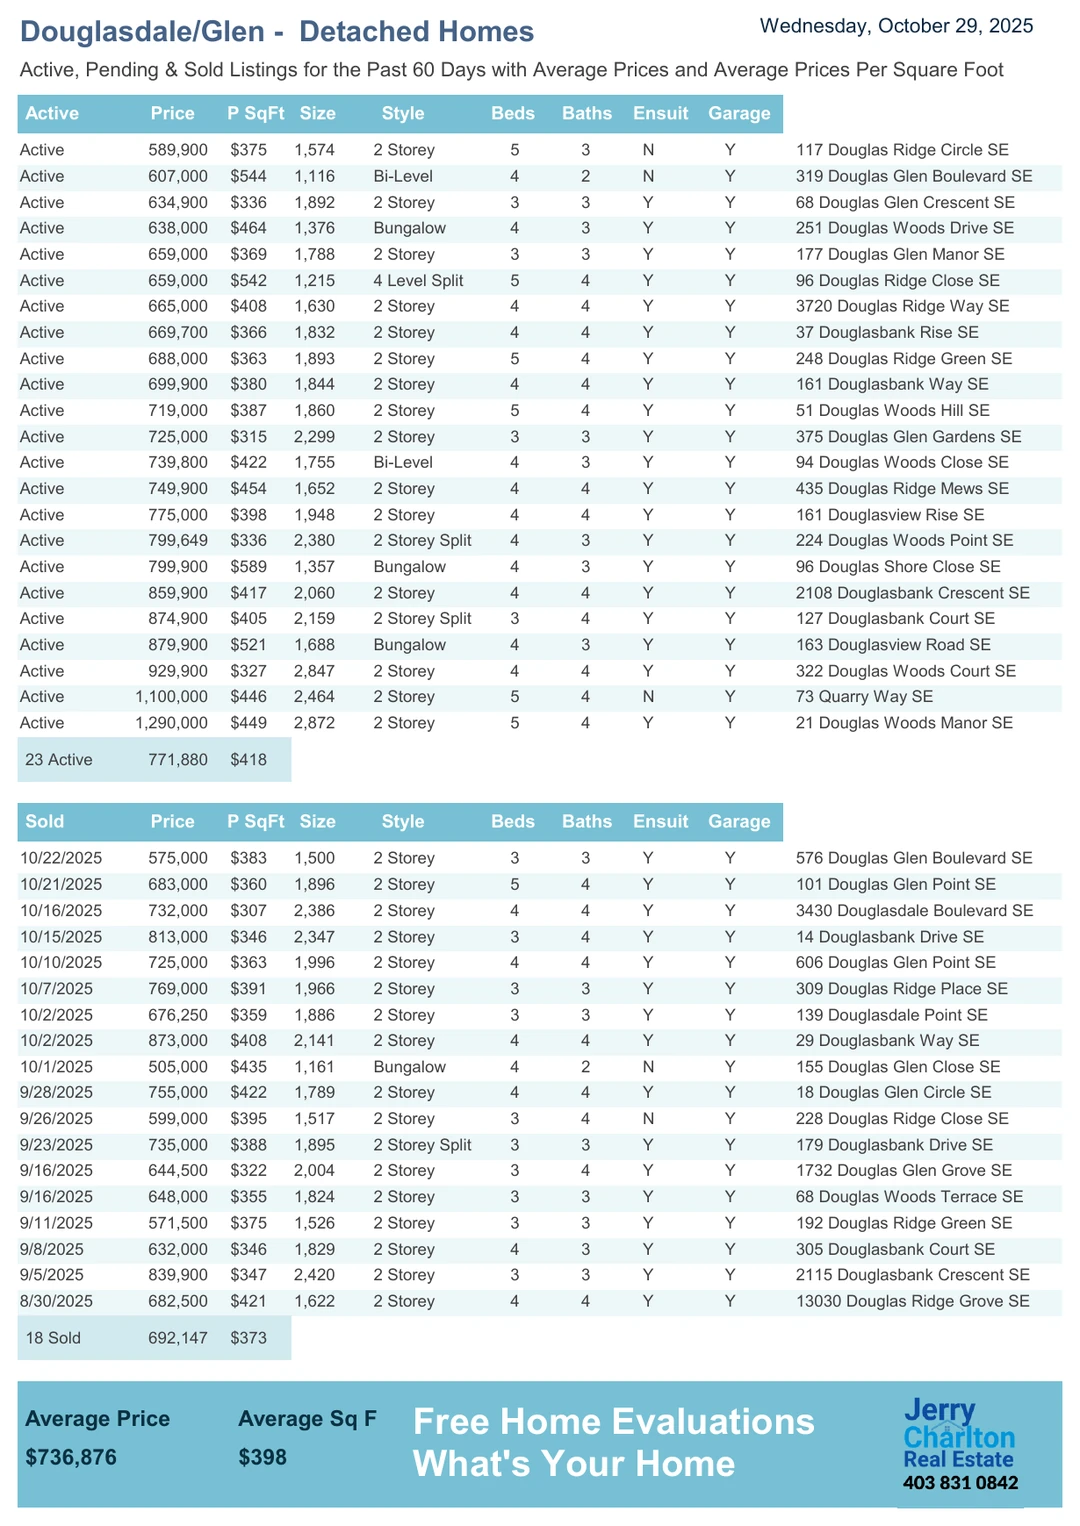 Douglasdale/Glen -  Detached Homes
Wednesday, October 29, 2025
Active, Pending & Sold Listings for the Past 60 Days with Average Prices and Average Prices Per Square Foot
Active Price P SqFt Size Style Beds Baths Ensuit Garage
Active 589,900 $375 1,574 2 Storey 5 3 N Y 117 Douglas Ridge Circle SE
Active 607,000 $544 1,116 Bi-Level 4 2 N Y 319 Douglas Glen Boulevard SE
Active 634,900 $336 1,892 2 Storey 3 3 Y Y 68 Douglas Glen Crescent SE
Active 638,000 $464 1,376 Bungalow 4 3 Y Y 251 Douglas Woods Drive SE
Active 659,000 $369 1,788 2 Storey 3 3 Y Y 177 Douglas Glen Manor SE
Active 659,000 $542 1,215 4 Level Split 5 4 Y Y 96 Douglas Ridge Close SE
Active 665,000 $408 1,630 2 Storey 4 4 Y Y 3720 Douglas Ridge Way SE
Active 669,700 $366 1,832 2 Storey 4 4 Y Y 37 Douglasbank Rise SE
Active 688,000 $363 1,893 2 Storey 5 4 Y Y 248 Douglas Ridge Green SE
Active 699,900 $380 1,844 2 Storey 4 4 Y Y 161 Douglasbank Way SE
Active 719,000 $387 1,860 2 Storey 5 4 Y Y 51 Douglas Woods Hill SE
Active 725,000 $315 2,299 2 Storey 3 3 Y Y 375 Douglas Glen Gardens SE
Active 739,800 $422 1,755 Bi-Level 4 3 Y Y 94 Douglas Woods Close SE
Active 749,900 $454 1,652 2 Storey 4 4 Y Y 435 Douglas Ridge Mews SE
Active 775,000 $398 1,948 2 Storey 4 4 Y Y 161 Douglasview Rise SE
Active 799,649 $336 2,380 2 Storey Split 4 3 Y Y 224 Douglas Woods Point SE
Active 799,900 $589 1,357 Bungalow 4 3 Y Y 96 Douglas Shore Close SE
Active 859,900 $417 2,060 2 Storey 4 4 Y Y 2108 Douglasbank Crescent SE
Active 874,900 $405 2,159 2 Storey Split 3 4 Y Y 127 Douglasbank Court SE
Active 879,900 $521 1,688 Bungalow 4 3 Y Y 163 Douglasview Road SE
Active 929,900 $327 2,847 2 Storey 4 4 Y Y 322 Douglas Woods Court SE
Active 1,100,000 $446 2,464 2 Storey 5 4 N Y 73 Quarry Way SE
Active 1,290,000 $449 2,872 2 Storey 5 4 Y Y 21 Douglas Woods Manor SE
23 Active 771,880 $418
Sold Price P SqFt Size Style Beds Baths Ensuit Garage
10/22/2025 575,000 $383 1,500 2 Storey 3 3 Y Y 576 Douglas Glen Boulevard SE
10/21/2025 683,000 $360 1,896 2 Storey 5 4 Y Y 101 Douglas Glen Point SE
10/16/2025 732,000 $307 2,386 2 Storey 4 4 Y Y 3430 Douglasdale Boulevard SE
10/15/2025 813,000 $346 2,347 2 Storey 3 4 Y Y 14 Douglasbank Drive SE
10/10/2025 725,000 $363 1,996 2 Storey 4 4 Y Y 606 Douglas Glen Point SE
10/7/2025 769,000 $391 1,966 2 Storey 3 3 Y Y 309 Douglas Ridge Place SE
10/2/2025 676,250 $359 1,886 2 Storey 3 3 Y Y 139 Douglasdale Point SE
10/2/2025 873,000 $408 2,141 2 Storey 4 4 Y Y 29 Douglasbank Way SE
10/1/2025 505,000 $435 1,161 Bungalow 4 2 N Y 155 Douglas Glen Close SE
9/28/2025 755,000 $422 1,789 2 Storey 4 4 Y Y 18 Douglas Glen Circle SE
9/26/2025 599,000 $395 1,517 2 Storey 3 4 N Y 228 Douglas Ridge Close SE
9/23/2025 735,000 $388 1,895 2 Storey Split 3 3 Y Y 179 Douglasbank Drive SE
9/16/2025 644,500 $322 2,004 2 Storey 3 4 Y Y 1732 Douglas Glen Grove SE
9/16/2025 648,000 $355 1,824 2 Storey 3 3 Y Y 68 Douglas Woods Terrace SE
9/11/2025 571,500 $375 1,526 2 Storey 3 3 Y Y 192 Douglas Ridge Green SE
9/8/2025 632,000 $346 1,829 2 Storey 4 3 Y Y 305 Douglasbank Court SE
9/5/2025 839,900 $347 2,420 2 Storey 3 3 Y Y 2115 Douglasbank Crescent SE
8/30/2025 682,500 $421 1,622 2 Storey 4 4 Y Y 13030 Douglas Ridge Grove SE
18 Sold 692,147 $373
Average Price Average Sq F
$736,876 $398
Free Home Evaluations
What's Your Home
Jerry
Charlton
Real Estate
403 831 0842